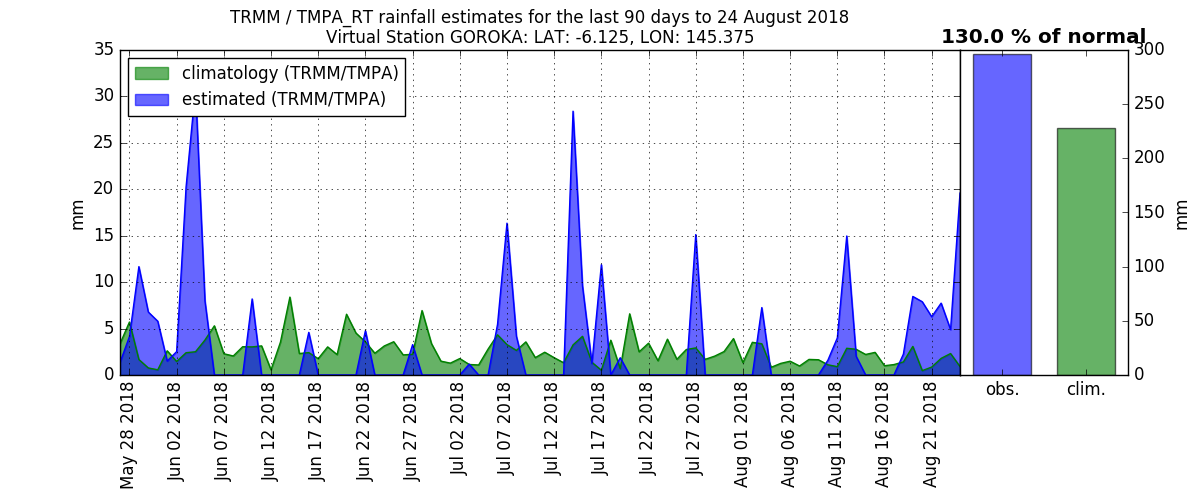 TRMM / TMPA_RT rainfall estimates for the last 90 days to 24 August 2018
Virtual Station GOROKA: LAT: -6.125, LON: 145.375
130.0 % of normal
climatology (TRMM/TMPA)
estimated (TRMM/TMPA)
35
30
25
20
15
10
5
0
mm
May 28 2018
Jun 02 2018
Jun 07 2018
Jun 12 2018
Jun 17 2018
Jun 22 2018
Jun 27 2018
Jul 02 2018
Jul 07 2018
Jul 12 2018
Jul 17 2018
Jul 22 2018
Jul 27 2018
Aug 01 2018
Aug 06 2018
Aug 11 2018
Aug 16 2018
Aug 21 2018
300
250
200
150
100
50
0
mm
obs.
clim.